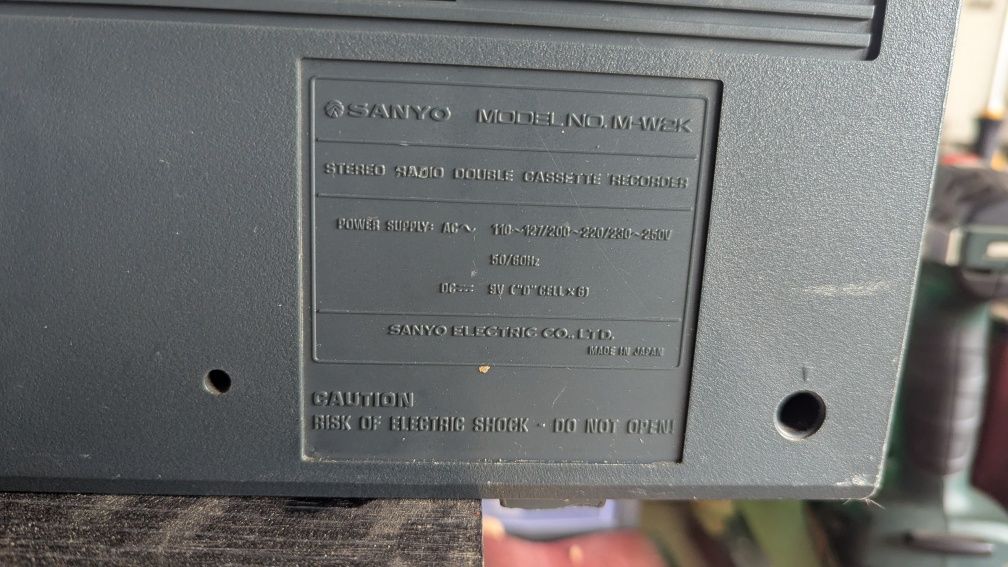 SANYO MODEL NO. M-W2K
STEREO RADIO DOUBLE CASSETTE RECORDER
POWER SUPPLY: AC ∼ 110~127/200~220/230~250V
50/60Hz
DC ⎓: 9V ("D" CELL × 6)
SANYO ELECTRIC CO., LTD.
MADE IN JAPAN
CAUTION
RISK OF ELECTRIC SHOCK - DO NOT OPEN!